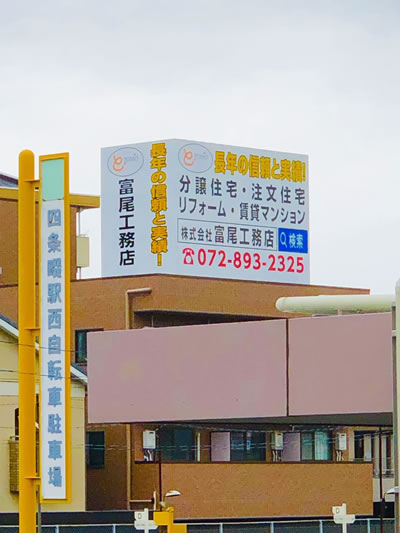 長年の信頼と実績!
富尾工務店
長年の信頼と実績!
分譲住宅・注文住宅
リフォーム・賃貸マンション
株式会社富尾工務店 検索
072-893-2325
四条畷駅西自転車駐車場